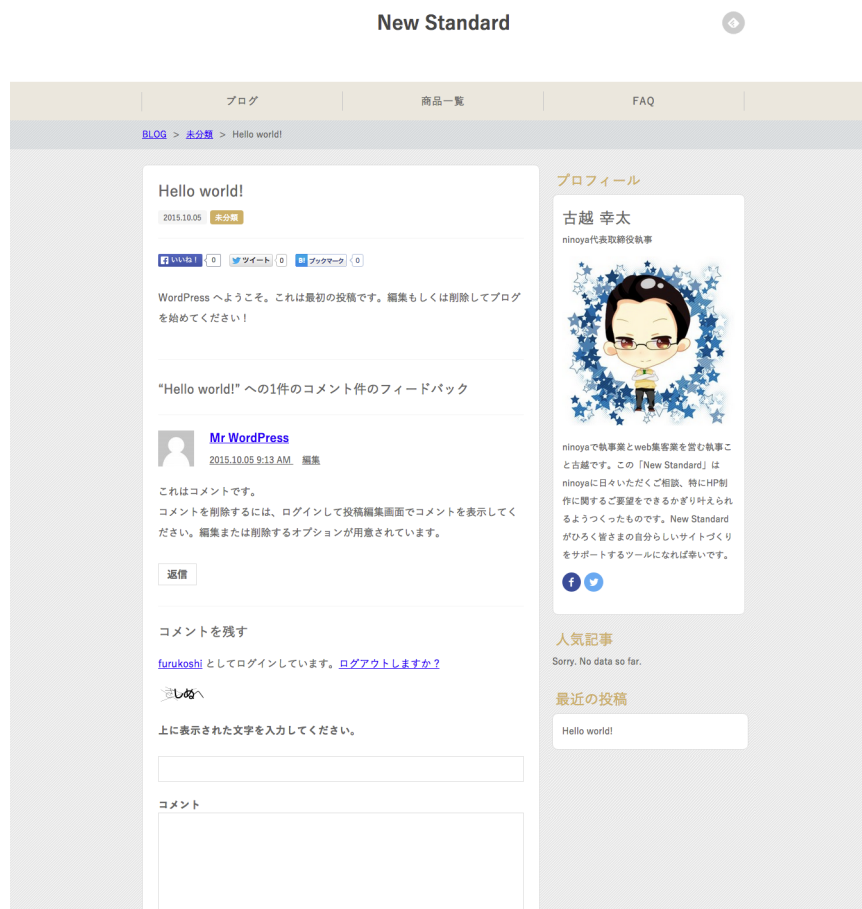 New Standard
ブログ
商品一覧
FAQ
BLOG > 未分類 > Hello world!
Hello world!
2015.10.05 未分類
いいね！ 0 ツイート 0 B! ブックマーク 0
WordPress へようこそ。これは最初の投稿です。編集もしくは削除してブログ
を始めてください！
“Hello world!” への1件のコメント件のフィードバック
Mr WordPress
2015.10.05 9:13 AM 編集
これはコメントです。
コメントを削除するには、ログインして投稿編集画面でコメントを表示してく
ださい。編集または削除するオプションが用意されています。
返信
コメントを残す
furukoshi としてログインしています。ログアウトしますか ?
上に表示された文字を入力してください。
コメント
プロフィール
古越 幸太
ninoya代表取締役執事
ninoyaで執事業とweb集客業を営む執事こ
と古越です。この「New Standard」は
ninoyaに日々いただくご相談、特にHP制
作に関するご要望をできるかぎり叶えられ
るようつくったものです。New Standard
がひろく皆さまの自分らしいサイトづくり
をサポートするツールになれば幸いです。
人気記事
Sorry. No data so far.
最近の投稿
Hello world!